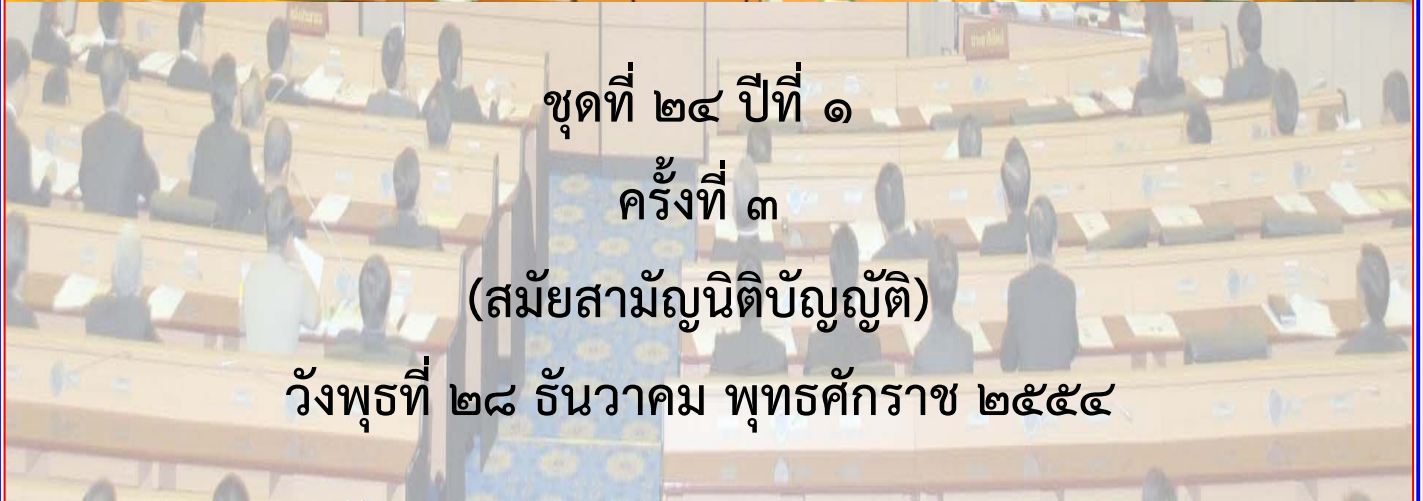 ชุดที่ ๒๔ ปีที่ ๑
ครั้งที่ ๓
(สมัยสามัญนิติบัญญัติ)
วังพุธที่ ๒๘ ธันวาคม พุทธศักราช ๒๕๕๔